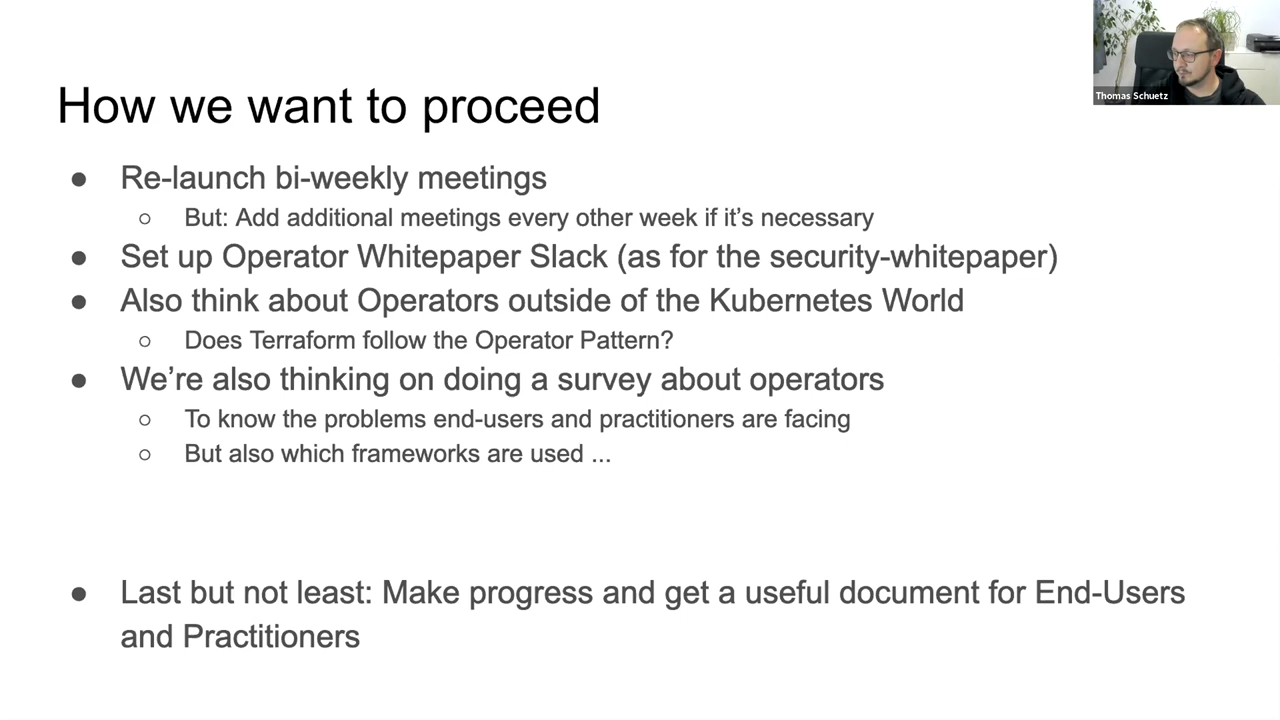 How we want to proceed
Thomas Schuetz
● Re-launch bi-weekly meetings
○ But: Add additional meetings every other week if it's necessary
● Set up Operator Whitepaper Slack (as for the security-whitepaper)
● Also think about Operators outside of the Kubernetes World
○ Does Terraform follow the Operator Pattern?
● We're also thinking on doing a survey about operators
○ To know the problems end-users and practitioners are facing
○ But also which frameworks are used ...
● Last but not least: Make progress and get a useful document for End-Users
and Practitioners